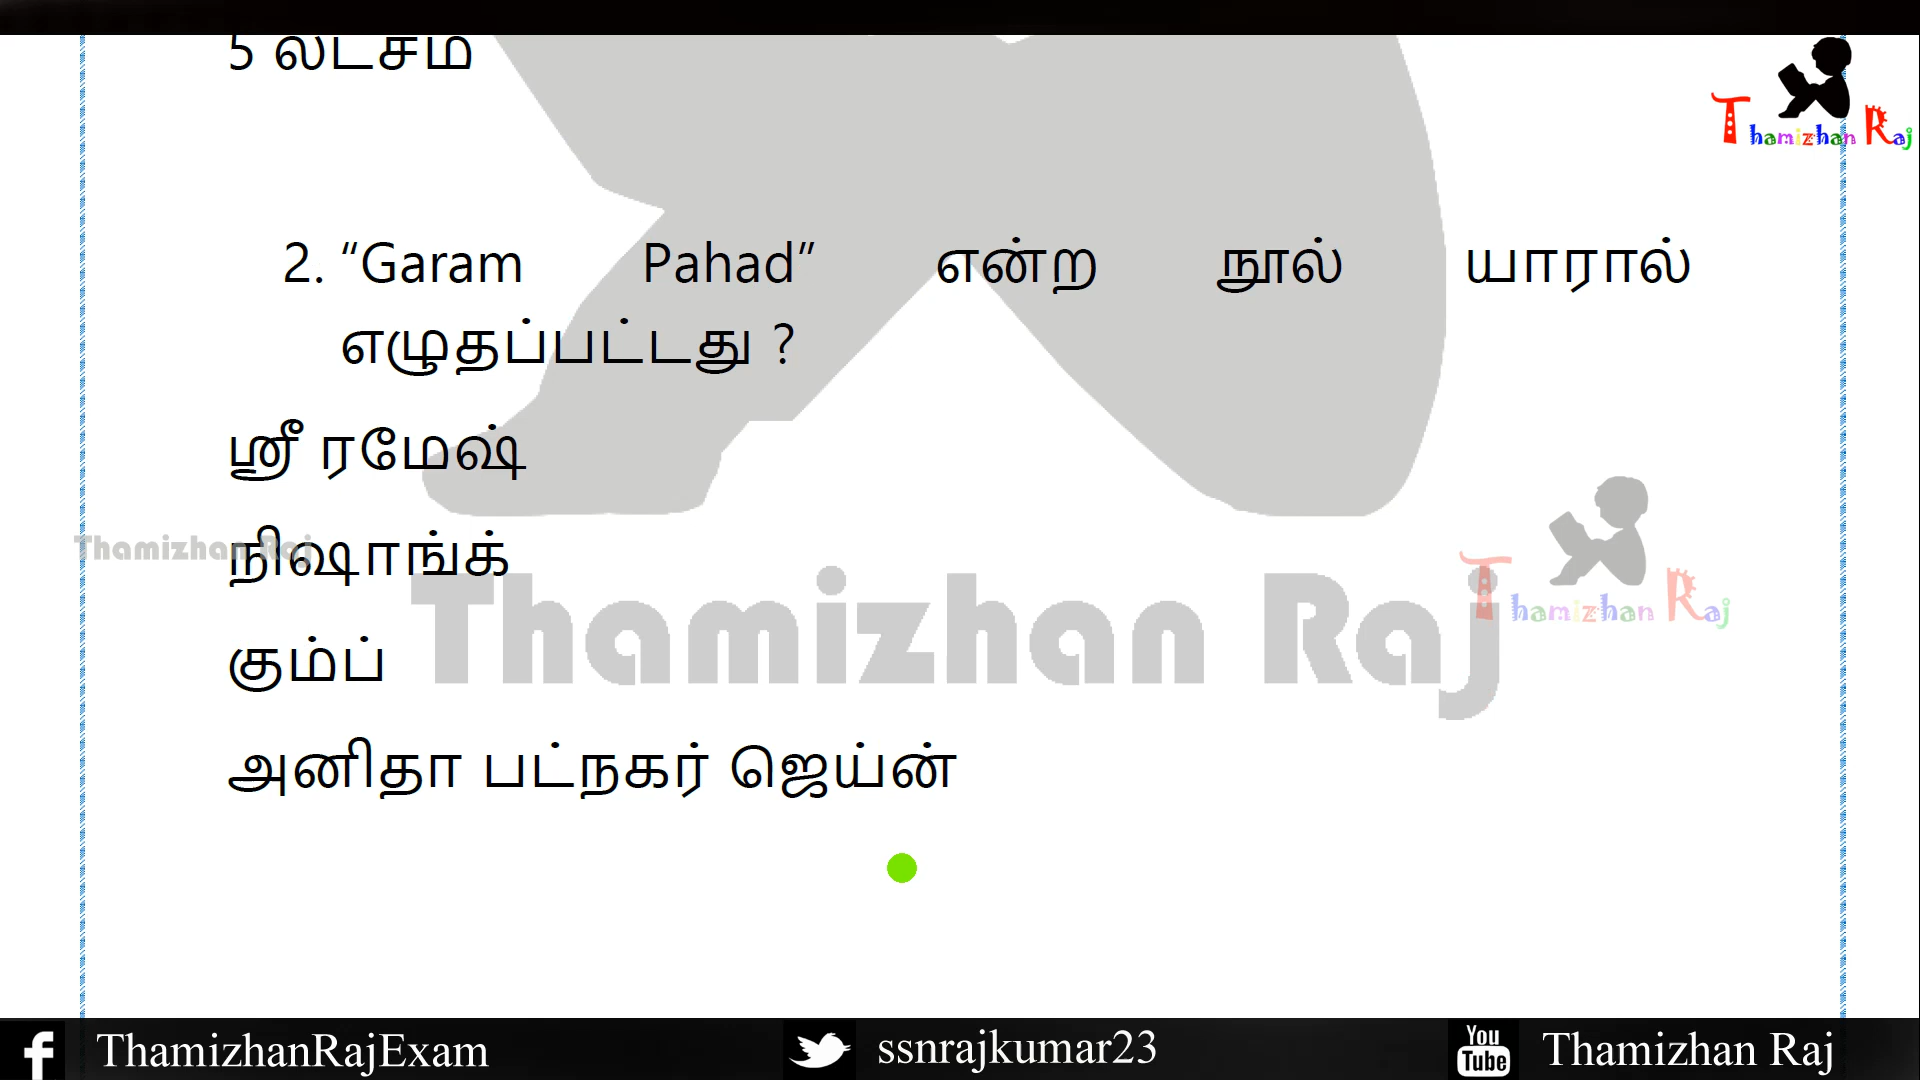 5 லட்சம்
Thamizhan Raj
2. “Garam Pahad” என்ற நூல் யாரால்
எழுதப்பட்டது ?
ஸ்ரீ ரமேஷ்
நிஷாங்க்
Thamizhan Raj
கும்ப்
Thamizhan Raj
Thamizhan Raj
அனிதா பட்நகர் ஜெய்ன்
ThamizhanRajExam
ssnrajkumar23
You Tube
Thamizhan Raj